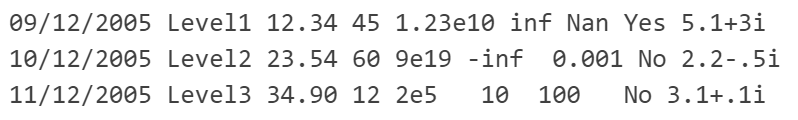 09/12/2005 Level1 12.34 45 1.23e10 inf Nan Yes 5.1+3i
10/12/2005 Level2 23.54 60 9e19 -inf  0.001 No 2.2-.5i
11/12/2005 Level3 34.90 12 2e5   10  100   No 3.1+.1i